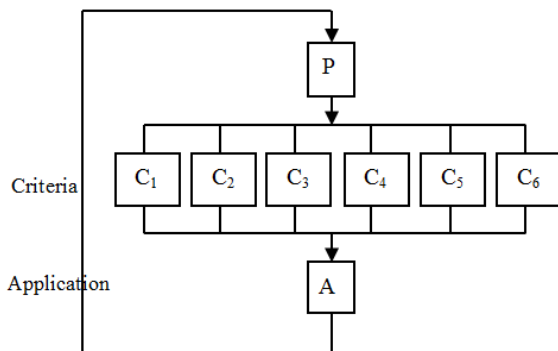 P
Criteria C₁ C₂ C₃ C₄ C₅ C₆
Application A